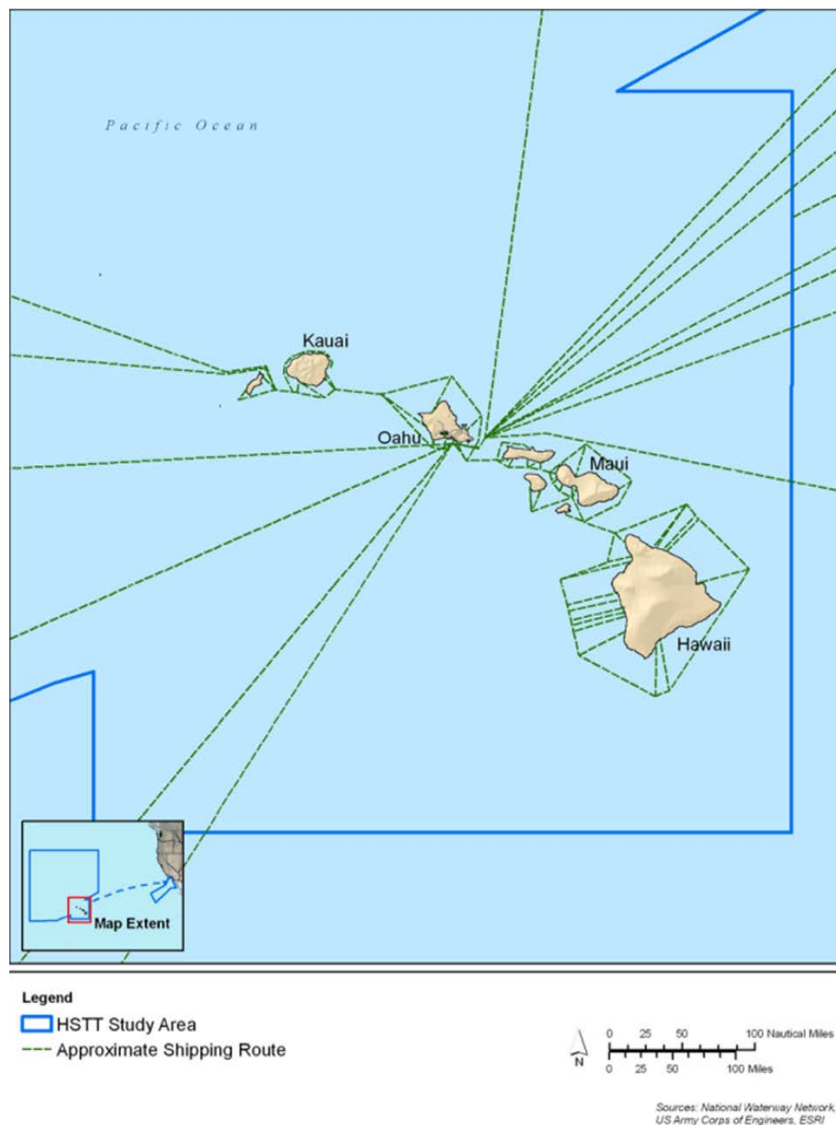 Pacific Ocean
Kauai
Oahu
Maui
Hawaii
Map Extent
Legend
HSTT Study Area
Approximate Shipping Route
N
0 25 50 100 Nautical Miles
0 25 50 100 Miles
Sources: National Waterway Network,
US Army Corps of Engineers, ESRI